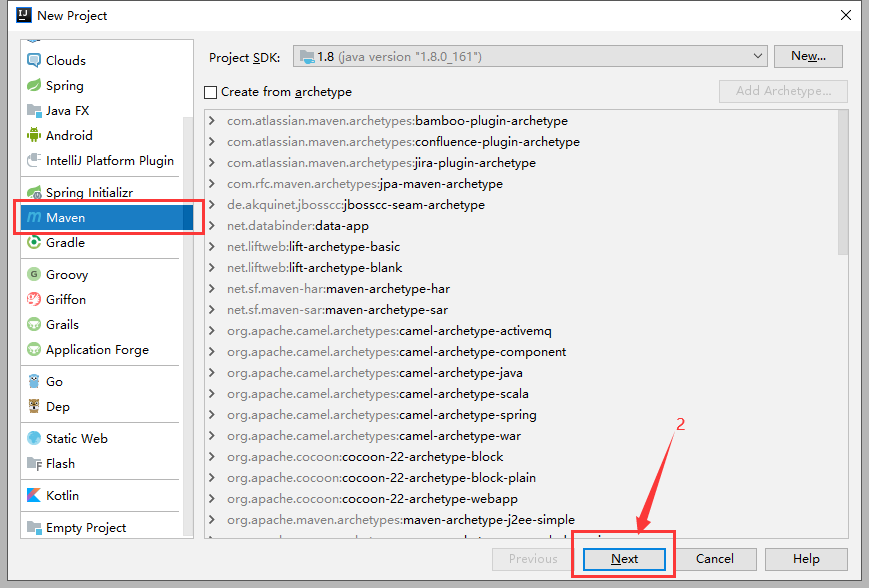 New Project
Clouds
Spring
Java FX
Android
IntelliJ Platform Plugin
Spring Initializr
Maven
Gradle
Groovy
Griffon
Grails
Application Forge
Go
Dep
Static Web
Flash
Kotlin
Empty Project
Project SDK: 1.8 (java version "1.8.0_161") New...
Create from archetype Add Archetype...
com.atlassian.maven.archetypes:bamboo-plugin-archetype
com.atlassian.maven.archetypes:confluence-plugin-archetype
com.atlassian.maven.archetypes:jira-plugin-archetype
com.rfc.maven.archetypes:jpa-maven-archetype
de.akquinet.jbosscc:jbosscc-seam-archetype
net.databinder:data-app
net.liftweb:lift-archetype-basic
net.liftweb:lift-archetype-blank
net.sf.maven-har:maven-archetype-har
net.sf.maven-sar:maven-archetype-sar
org.apache.camel.archetypes:camel-archetype-activemq
org.apache.camel.archetypes:camel-archetype-component
org.apache.camel.archetypes:camel-archetype-java
org.apache.camel.archetypes:camel-archetype-scala
org.apache.camel.archetypes:camel-archetype-spring
org.apache.camel.archetypes:camel-archetype-war
org.apache.cocoon:cocoon-22-archetype-block
org.apache.cocoon:cocoon-22-archetype-block-plain
org.apache.cocoon:cocoon-22-archetype-webapp
org.apache.maven.archetypes:maven-archetype-j2ee-simple
2
Previous Next Cancel Help